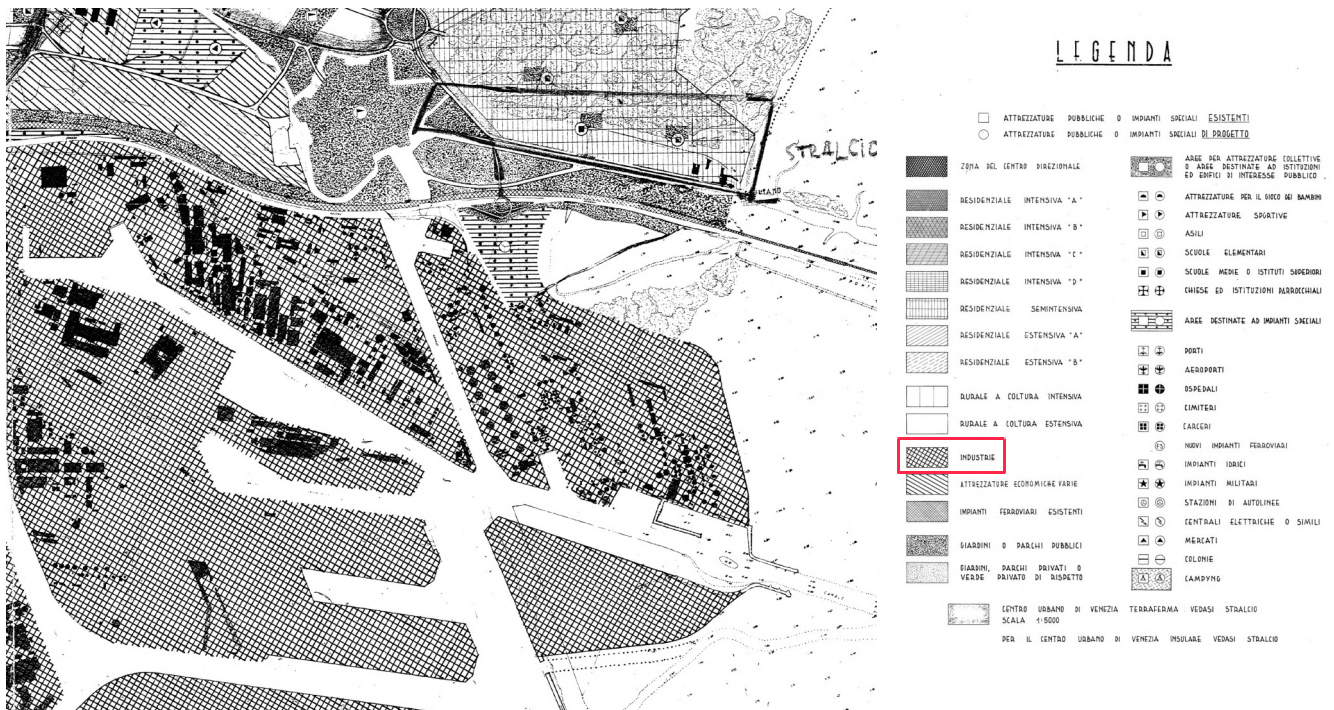 STRALCIO
CANALE
LEGENDA
ATTREZZATURE PUBBLICHE O IMPIANTI SPECIALI ESISTENTI
ATTREZZATURE PUBBLICHE O IMPIANTI SPECIALI DI PROGETTO
ZONA DEL CENTRO DIREZIONALE
RESIDENZIALE INTENSIVA "A"
RESIDENZIALE INTENSIVA "B"
RESIDENZIALE INTENSIVA "C"
RESIDENZIALE INTENSIVA "D"
RESIDENZIALE SEMINTENSIVA
RESIDENZIALE ESTENSIVA "A"
RESIDENZIALE ESTENSIVA "B"
RURALE A COLTURA INTENSIVA
RURALE A COLTURA ESTENSIVA
INDUSTRIE
ATTREZZATURE ECONOMICHE VARIE
IMPIANTI FERROVIARI ESISTENTI
GIARDINI O PARCHI PUBBLICI
GIARDINI, PARCHI PRIVATI O
VERDE PRIVATO DI RISPETTO
AREE PER ATTREZZATURE COLLETTIVE
O AREE DESTINATE AD ISTITUZIONI
ED EDIFICI DI INTERESSE PUBBLICO
ATTREZZATURE PER IL GIOCO DEI BAMBINI
ATTREZZATURE SPORTIVE
ASILI
SCUOLE ELEMENTARI
SCUOLE MEDIE O ISTITUTI SUPERIORI
CHIESE ED ISTITUZIONI PARROCCHIALI
AREE DESTINATE AD IMPIANTI SPECIALI
PORTI
AEROPORTI
OSPEDALI
CIMITERI
CARCERI
FS NUOVI IMPIANTI FERROVIARI
IMPIANTI IDRICI
IMPIANTI MILITARI
STAZIONI DI AUTOLINEE
CENTRALI ELETTRICHE O SIMILI
MERCATI
COLONIE
CAMPYNG
CENTRO URBANO DI VENEZIA TERRAFERMA VEDASI STRALCIO
SCALA 1:5000
PER IL CENTRO URBANO DI VENEZIA INSULARE VEDASI STRALCIO